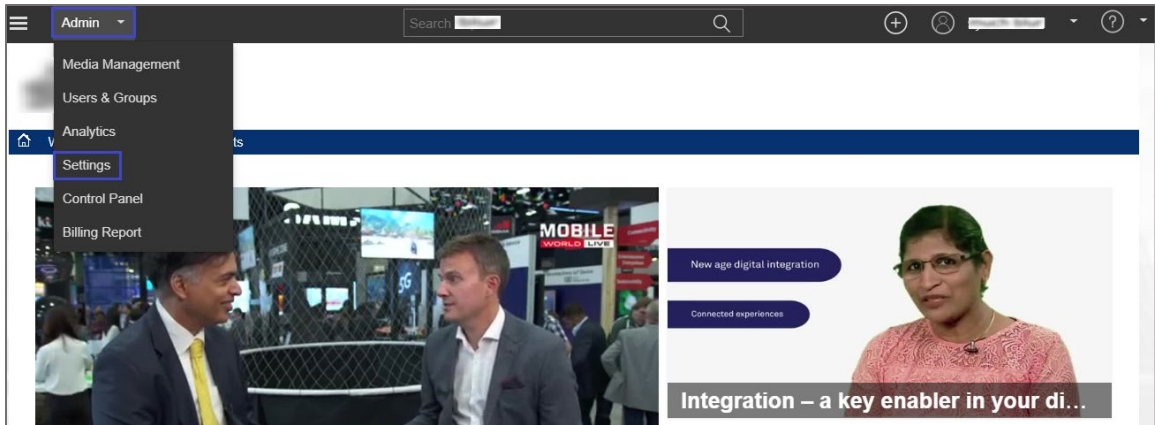 Admin
Search
Media Management
Users & Groups
Analytics
ts
Settings
Control Panel
Billing Report
MOBILE
WORLD LIVE
5G
New age digital integration
Connected experiences
Integration – a key enabler in your di...